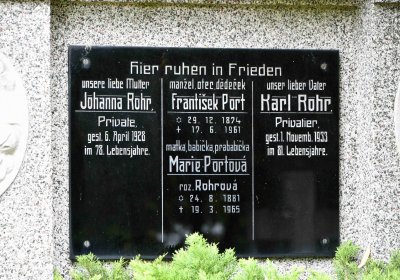 Hier ruhen in Frieden
unsere liebe Mutter
Johanna Rohr,
Private,
gest. 6. April 1928
im 78. Lebensjahre.
manžel, otec, dědeček
František Port
☆ 29. 12. 1874
✝ 17. 6. 1961
matka, babička, prababička
Marie Portová
roz. Rohrová
☆ 24. 8. 1881
✝ 19. 3. 1965
unser lieber Vater
Karl Rohr,
Privatier,
gest. 1. Novemb. 1933
im 81. Lebensjahre.